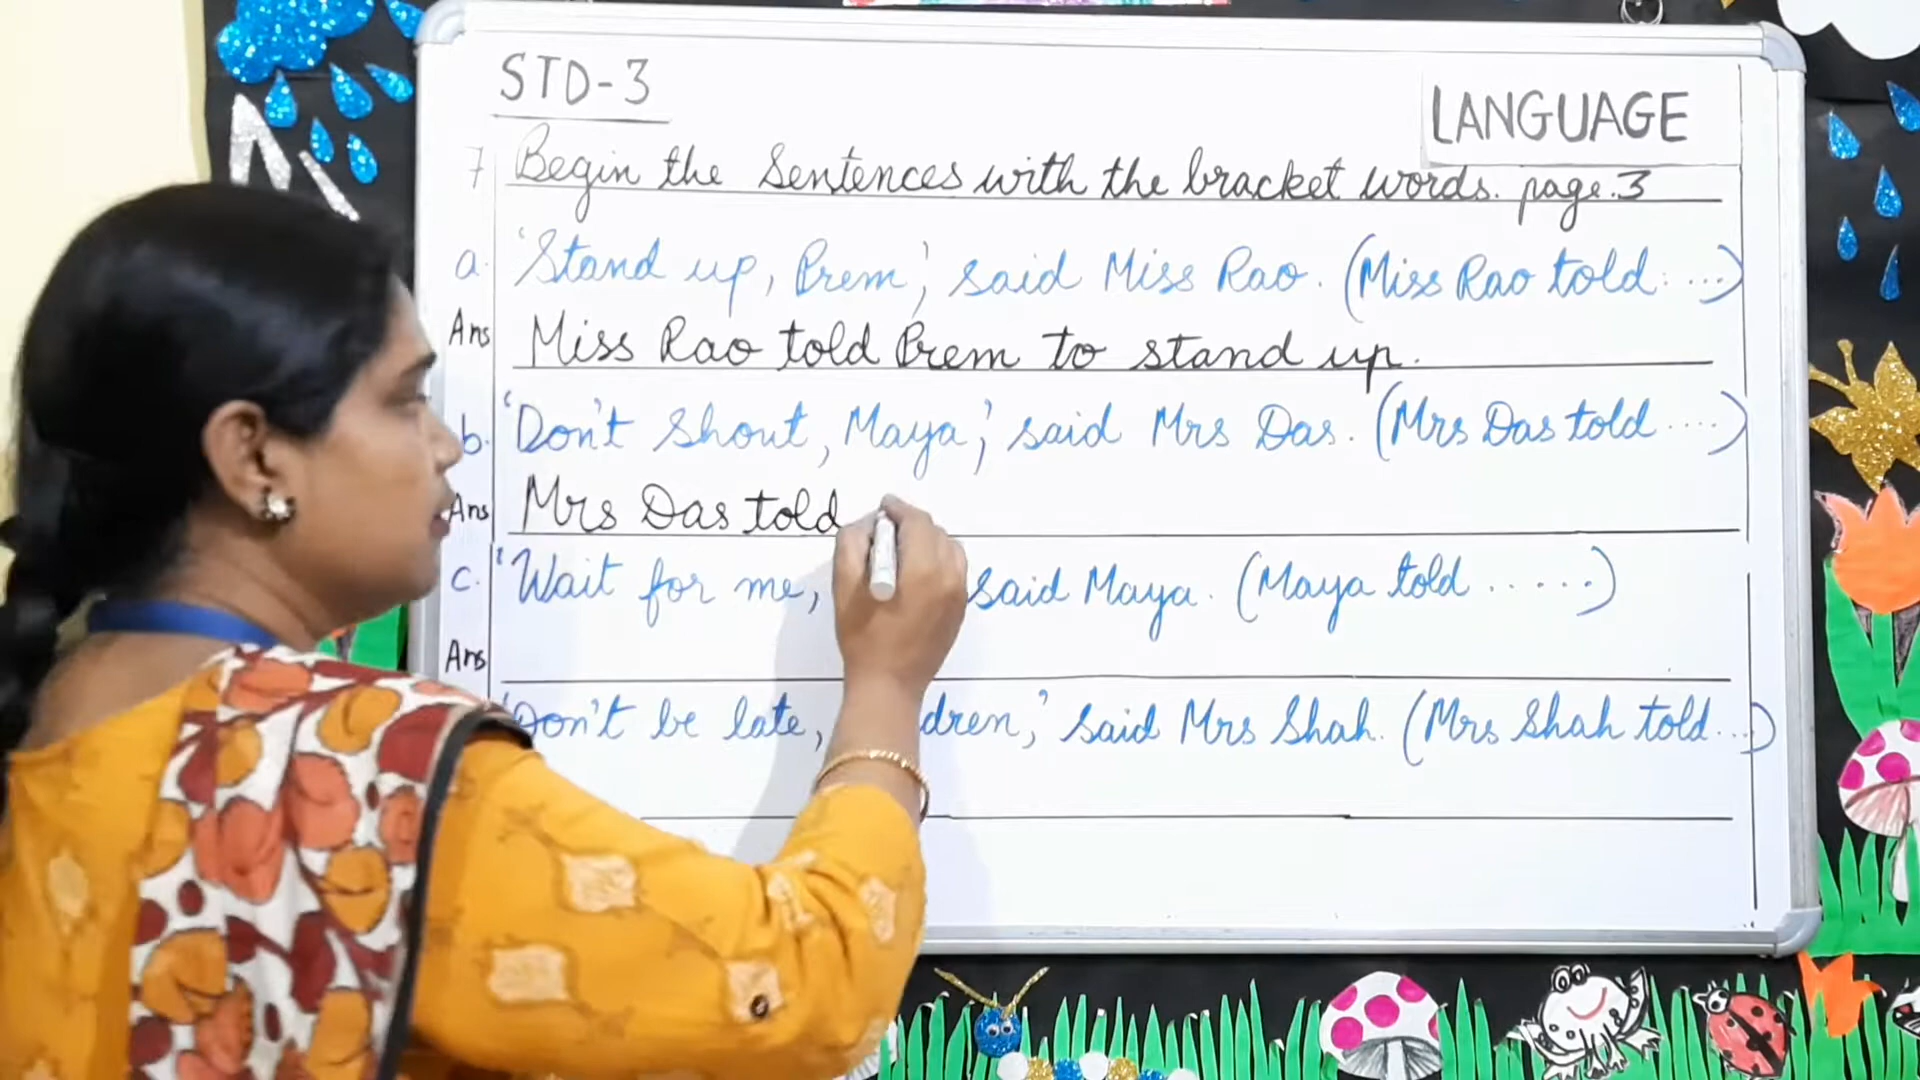 STD-3
LANGUAGE
7 Begin the Sentences with the bracket words. page.3
a. 'Stand up, Prem,' said Miss Rao. (Miss Rao told....)
Ans Miss Rao told Prem to stand up.
b. 'Don't shout, Maya,' said Mrs Das. (Mrs Das told ....)
Ans Mrs Das told
c. 'Wait for me, said Maya. (Maya told .....)
Ans
'Don't be late, dren,' said Mrs Shah. (Mrs Shah told...)